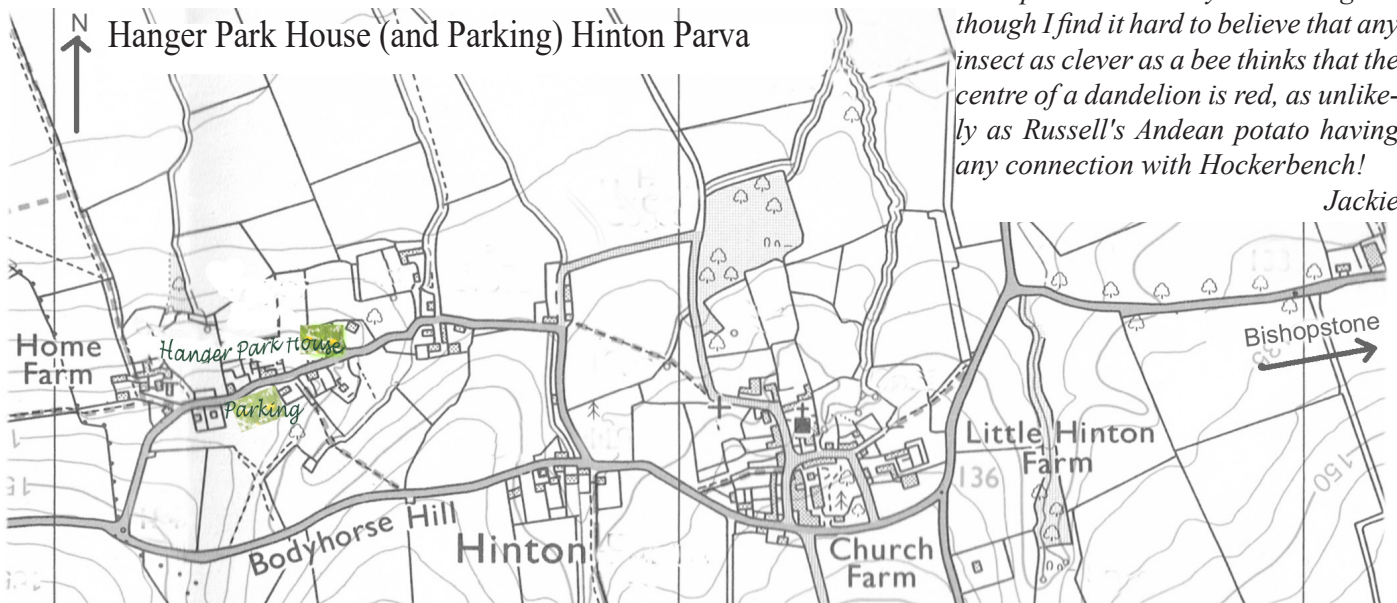 N
Hanger Park House (and Parking) Hinton Parva
though I find it hard to believe that any
insect as clever as a bee thinks that the
centre of a dandelion is red, as unlike-
ly as Russell's Andean potato having
any connection with Hockerbench!
Jackie
Home
Farm
Hanger Park House
Parking
Bishopstone
Little Hinton
Farm
136
150
Bodyhorse Hill
Hinton
Church
Farm